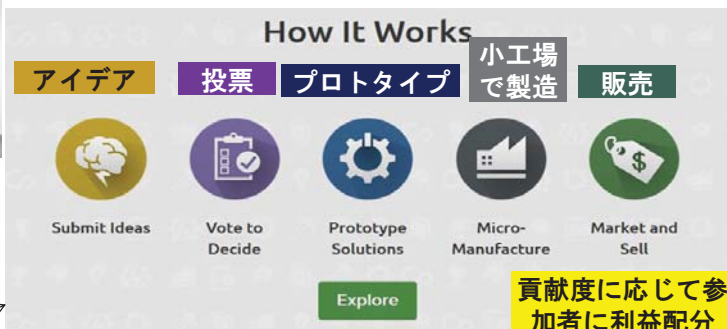 How It Works
アイデア
投票
プロトタイプ
小工場
で製造
販売
Submit Ideas
Vote to
Decide
Prototype
Solutions
Micro-
Manufacture
Market and
Sell
Explore
貢献度に応じて参
加者に利益配分